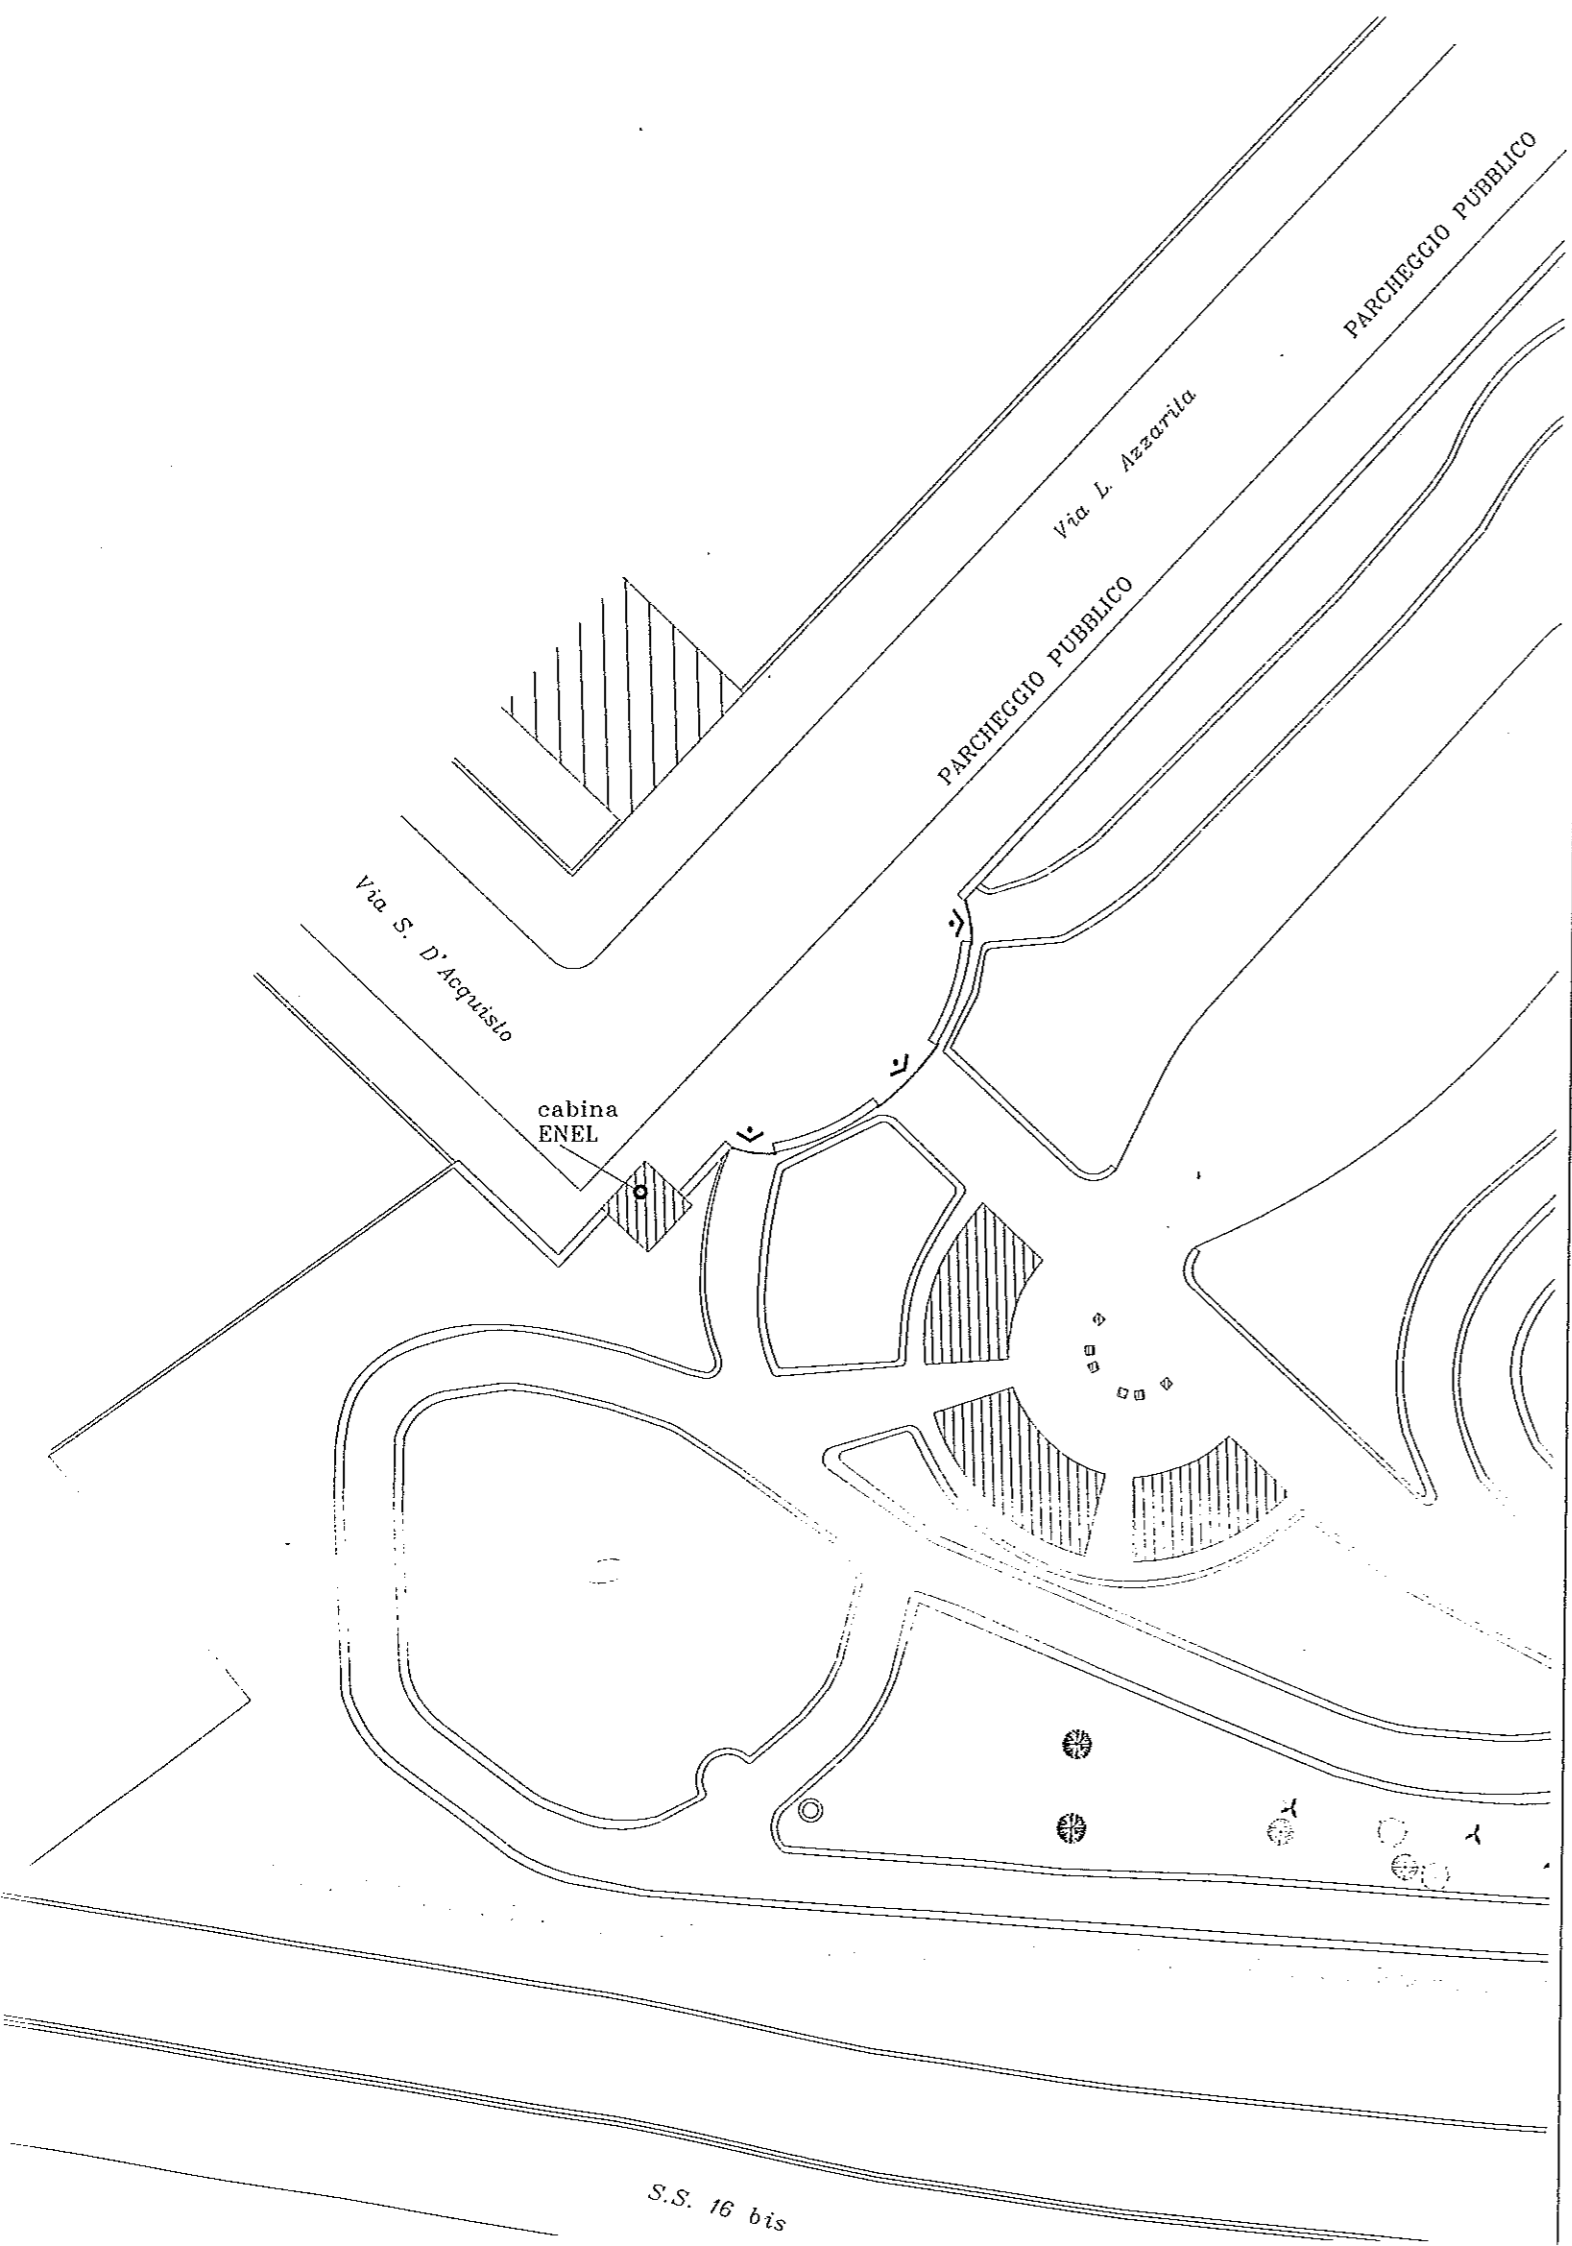 PARCHEGGIO PUBBLICO
Via L. Azzarita
PARCHEGGIO PUBBLICO
Via S. D'Acquisto
cabina
ENEL
S.S. 16 bis